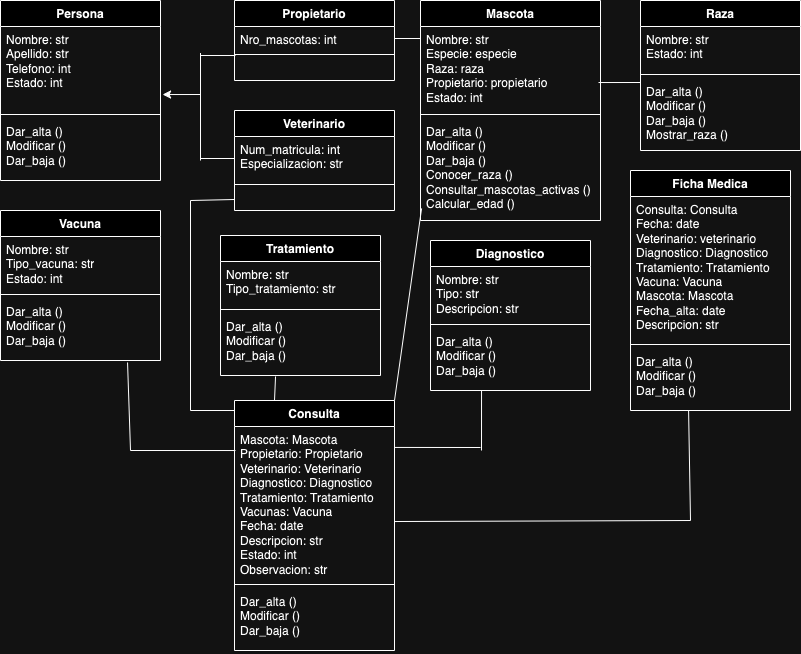 Persona
Nombre: str
Apellido: str
Telefono: int
Estado: int
Dar_alta ()
Modificar ()
Dar_baja ()
Propietario
Nro_mascotas: int
Mascota
Nombre: str
Especie: especie
Raza: raza
Propietario: propietario
Estado: int
Dar_alta ()
Modificar ()
Dar_baja ()
Conocer_raza ()
Consultar_mascotas_activas ()
Calcular_edad ()
Raza
Nombre: str
Estado: int
Dar_alta ()
Modificar ()
Dar_baja ()
Mostrar_raza ()
Veterinario
Num_matricula: int
Especializacion: str
Ficha Medica
Consulta: Consulta
Fecha: date
Veterinario: veterinario
Diagnostico: Diagnostico
Tratamiento: Tratamiento
Vacuna: Vacuna
Mascota: Mascota
Fecha_alta: date
Descripcion: str
Dar_alta ()
Modificar ()
Dar_baja ()
Vacuna
Nombre: str
Tipo_vacuna: str
Estado: int
Dar_alta ()
Modificar ()
Dar_baja ()
Tratamiento
Nombre: str
Tipo_tratamiento: str
Dar_alta ()
Modificar ()
Dar_baja ()
Diagnostico
Nombre: str
Tipo: str
Descripcion: str
Dar_alta ()
Modificar ()
Dar_baja ()
Consulta
Mascota: Mascota
Propietario: Propietario
Veterinario: Veterinario
Diagnostico: Diagnostico
Tratamiento: Tratamiento
Vacunas: Vacuna
Fecha: date
Descripcion: str
Estado: int
Observacion: str
Dar_alta ()
Modificar ()
Dar_baja ()